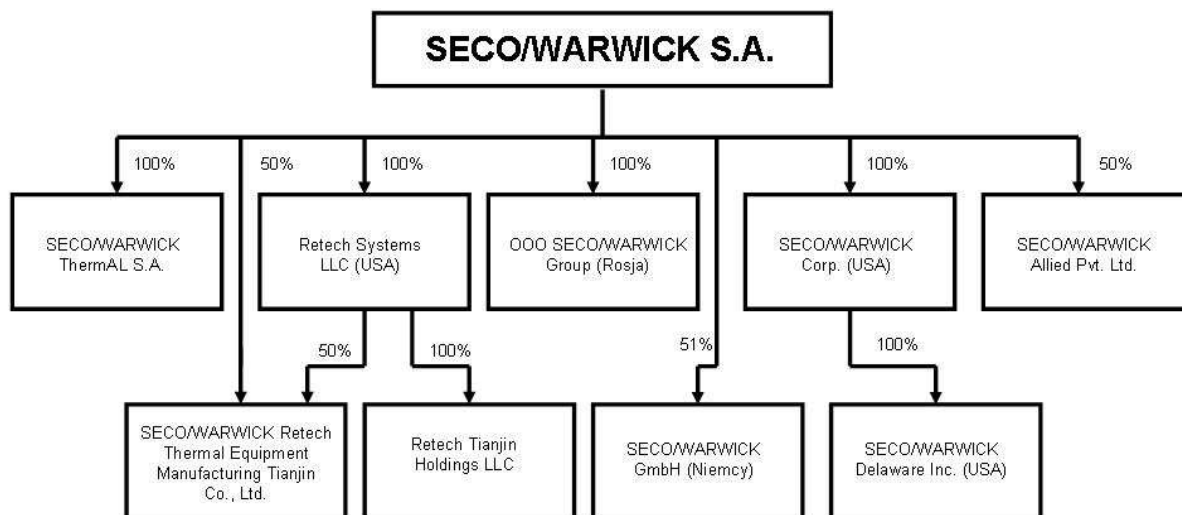 SECO/WARWICK S.A.
100%
50%
100%
100%
100%
50%
SECO/WARWICK
ThermAL S.A.
Retech Systems
LLC (USA)
OOO SECO/WARWICK
Group (Rosja)
SECO/WARWICK
Corp. (USA)
SECO/WARWICK
Allied Pvt. Ltd.
50%
100%
51%
100%
SECO/WARWICK Retech
Thermal Equipment
Manufacturing Tianjin
Co., Ltd.
Retech Tianjin
Holdings LLC
SECO/WARWICK
GmbH (Niemcy)
SECO/WARWICK
Delaware Inc. (USA)